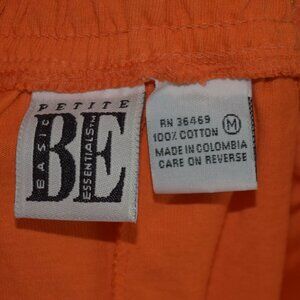 PETITE
BASIC
BE
ESSENTIALS™
RN 36469
100% COTTON M
MADE IN COLOMBIA
CARE ON REVERSE